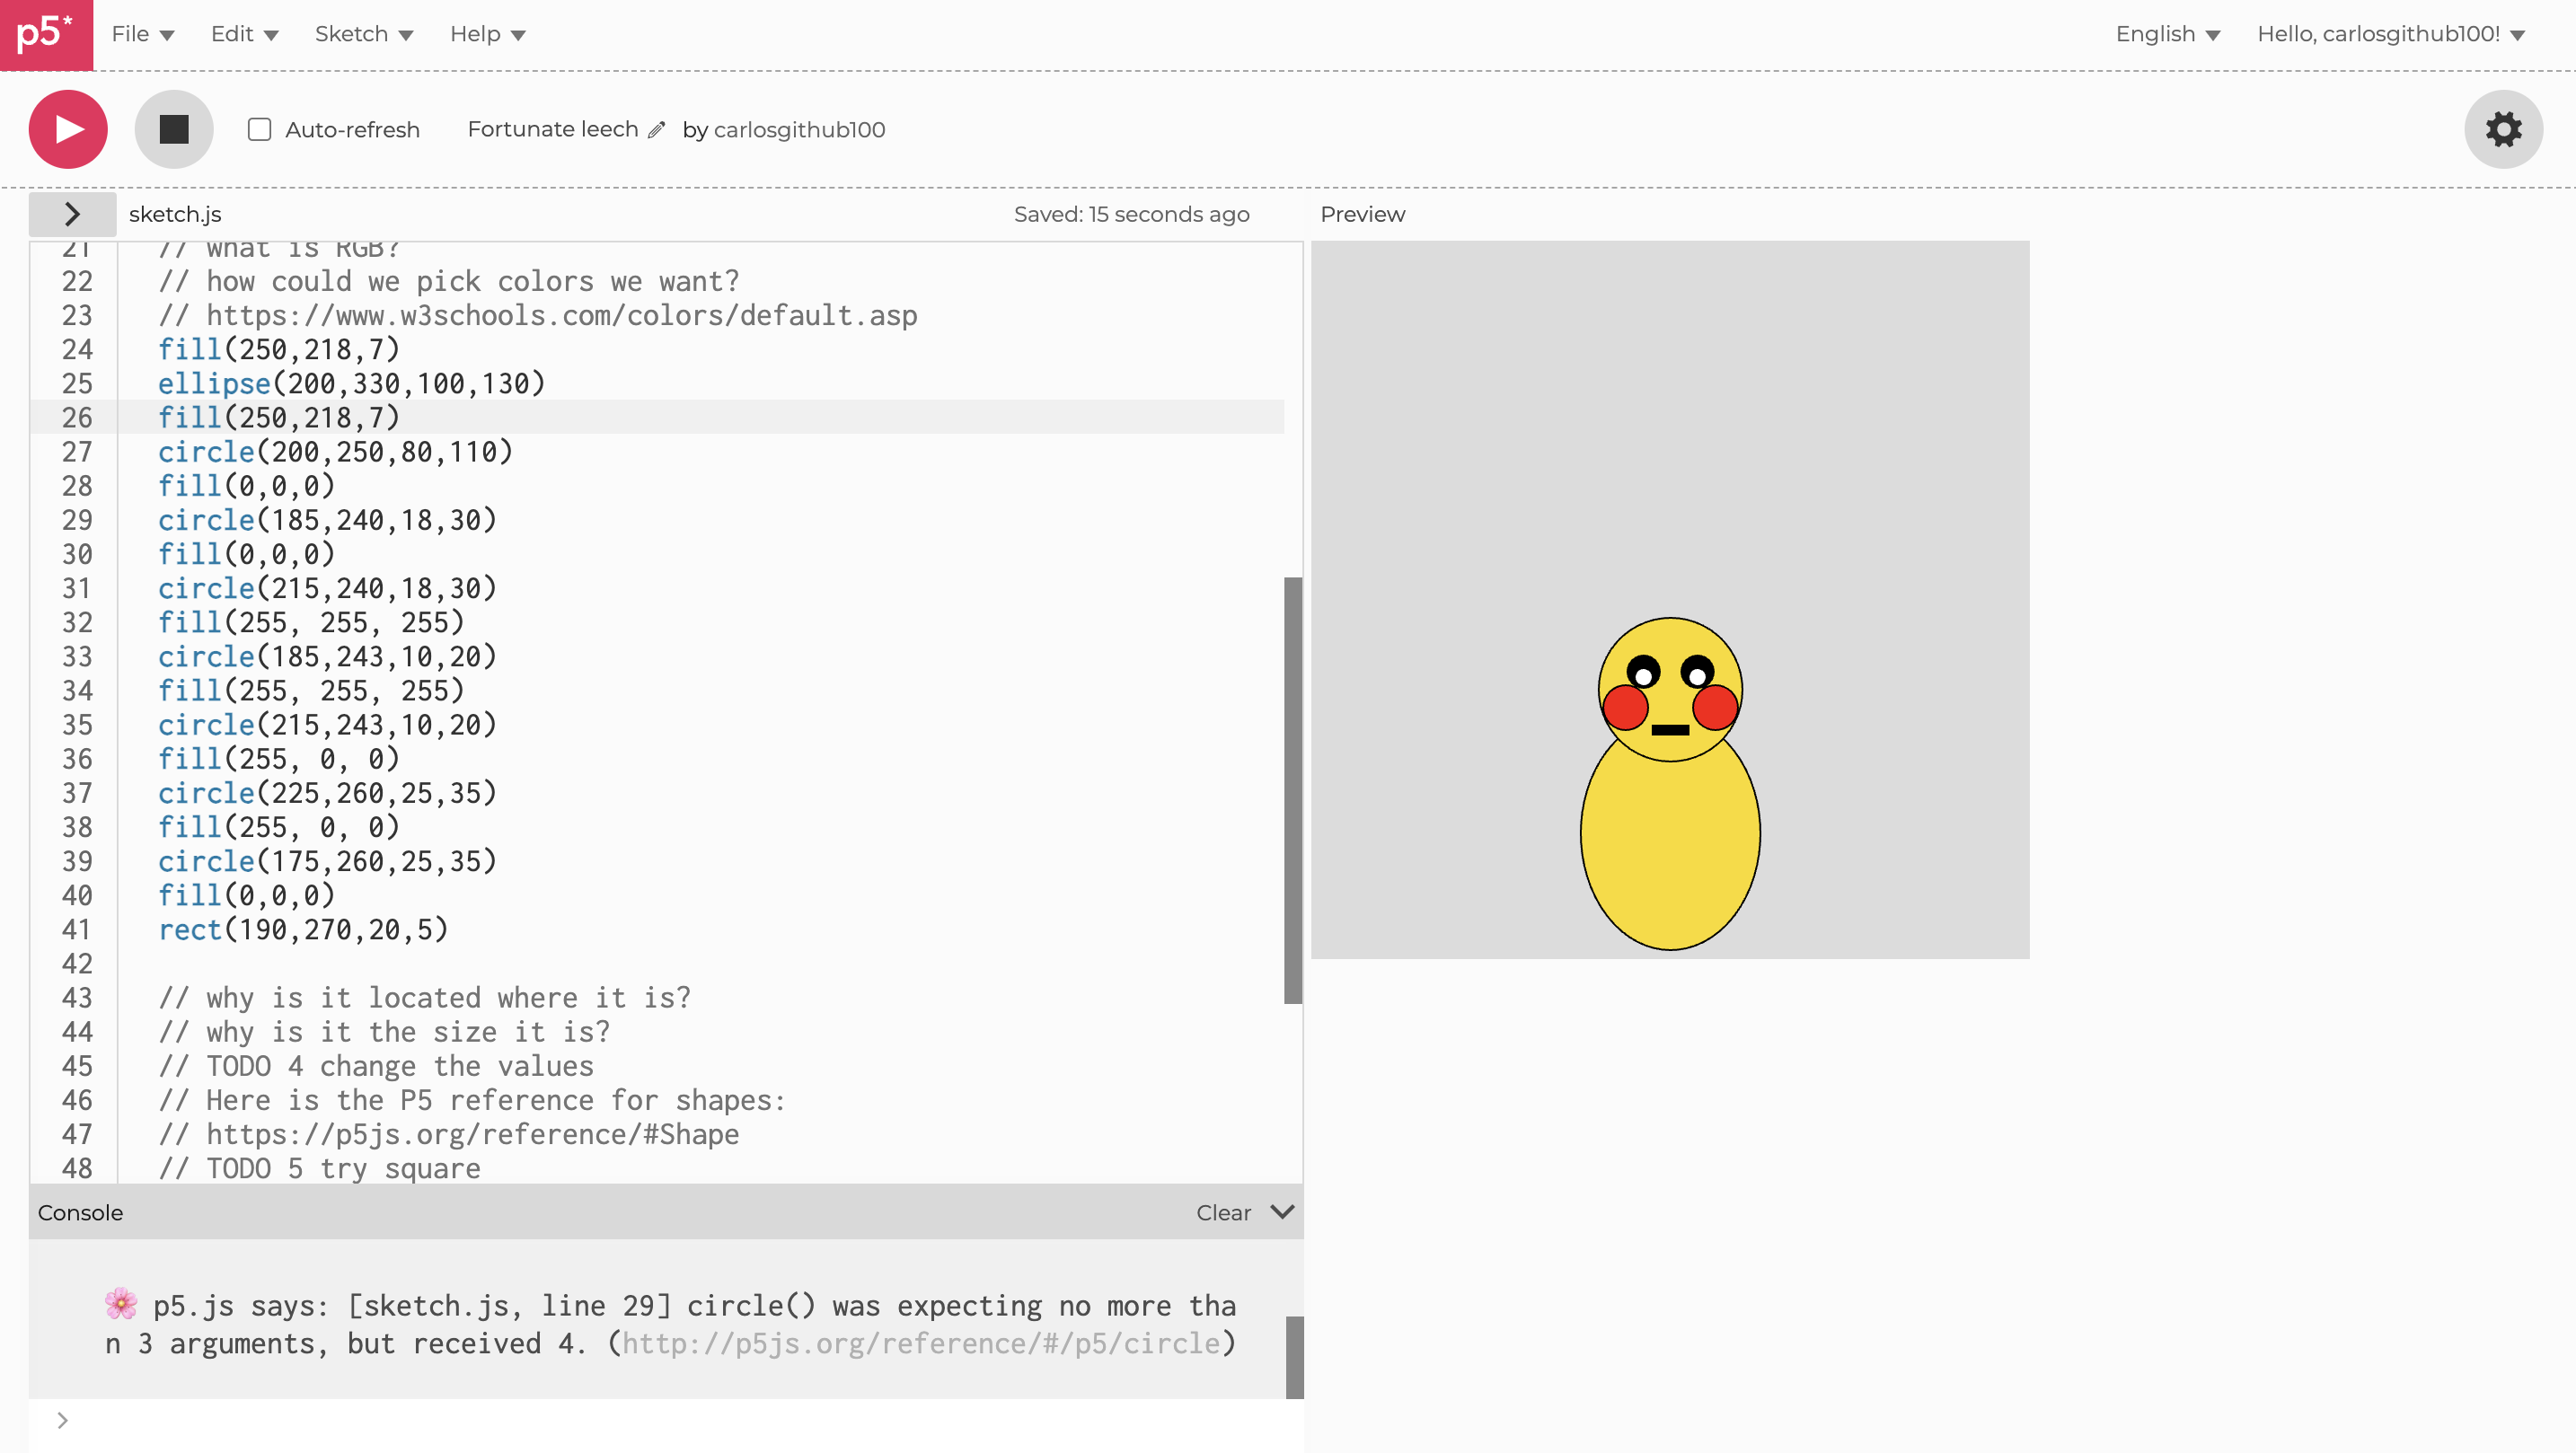 p5* File Edit Sketch Help English Hello, carlosgithub100!
Auto-refresh Fortunate leech by carlosgithub100
sketch.js Saved: 15 seconds ago Preview
21 // what is RGB?
22 // how could we pick colors we want?
23 // https://www.w3schools.com/colors/default.asp
24 fill(250,218,7)
25 ellipse(200,330,100,130)
26 fill(250,218,7)
27 circle(200,250,80,110)
28 fill(0,0,0)
29 circle(185,240,18,30)
30 fill(0,0,0)
31 circle(215,240,18,30)
32 fill(255, 255, 255)
33 circle(185,243,10,20)
34 fill(255, 255, 255)
35 circle(215,243,10,20)
36 fill(255, 0, 0)
37 circle(225,260,25,35)
38 fill(255, 0, 0)
39 circle(175,260,25,35)
40 fill(0,0,0)
41 rect(190,270,20,5)
42
43 // why is it located where it is?
44 // why is it the size it is?
45 // TODO 4 change the values
46 // Here is the P5 reference for shapes:
47 // https://p5js.org/reference/#Shape
48 // TODO 5 try square
Console Clear
🌸 p5.js says: [sketch.js, line 29] circle() was expecting no more tha
n 3 arguments, but received 4. (http://p5js.org/reference/#/p5/circle)
>